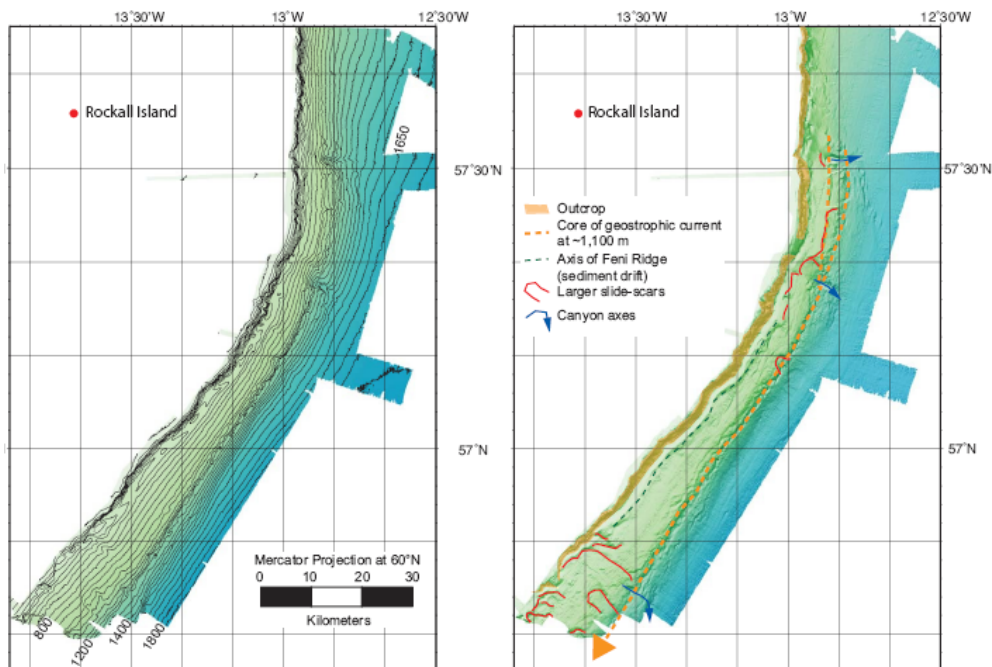 13°30'W
13°W
12°30'W
13°30'W
13°W
12°30'W
Rockall Island
1650
Rockall Island
57°30'N
Outcrop
Core of geostrophic current
at ~1,100 m
Axis of Feni Ridge
(sediment drift)
Larger slide-scars
Canyon axes
57°N
57°N
Mercator Projection at 60°N
0 10 20 30
Kilometers
800
1200
1400
1800